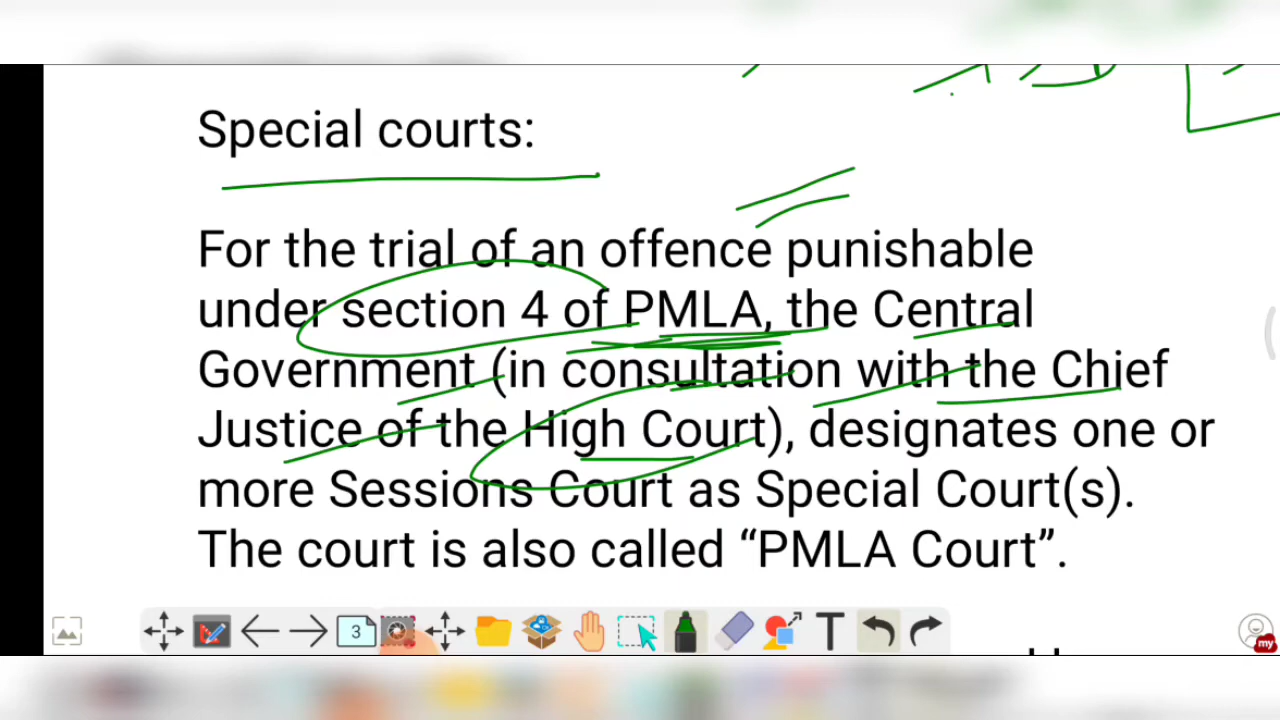 Special courts:
For the trial of an offence punishable
under section 4 of PMLA, the Central
Government (in consultation with the Chief
Justice of the High Court), designates one or
more Sessions Court as Special Court(s).
The court is also called “PMLA Court”.
3
T
my